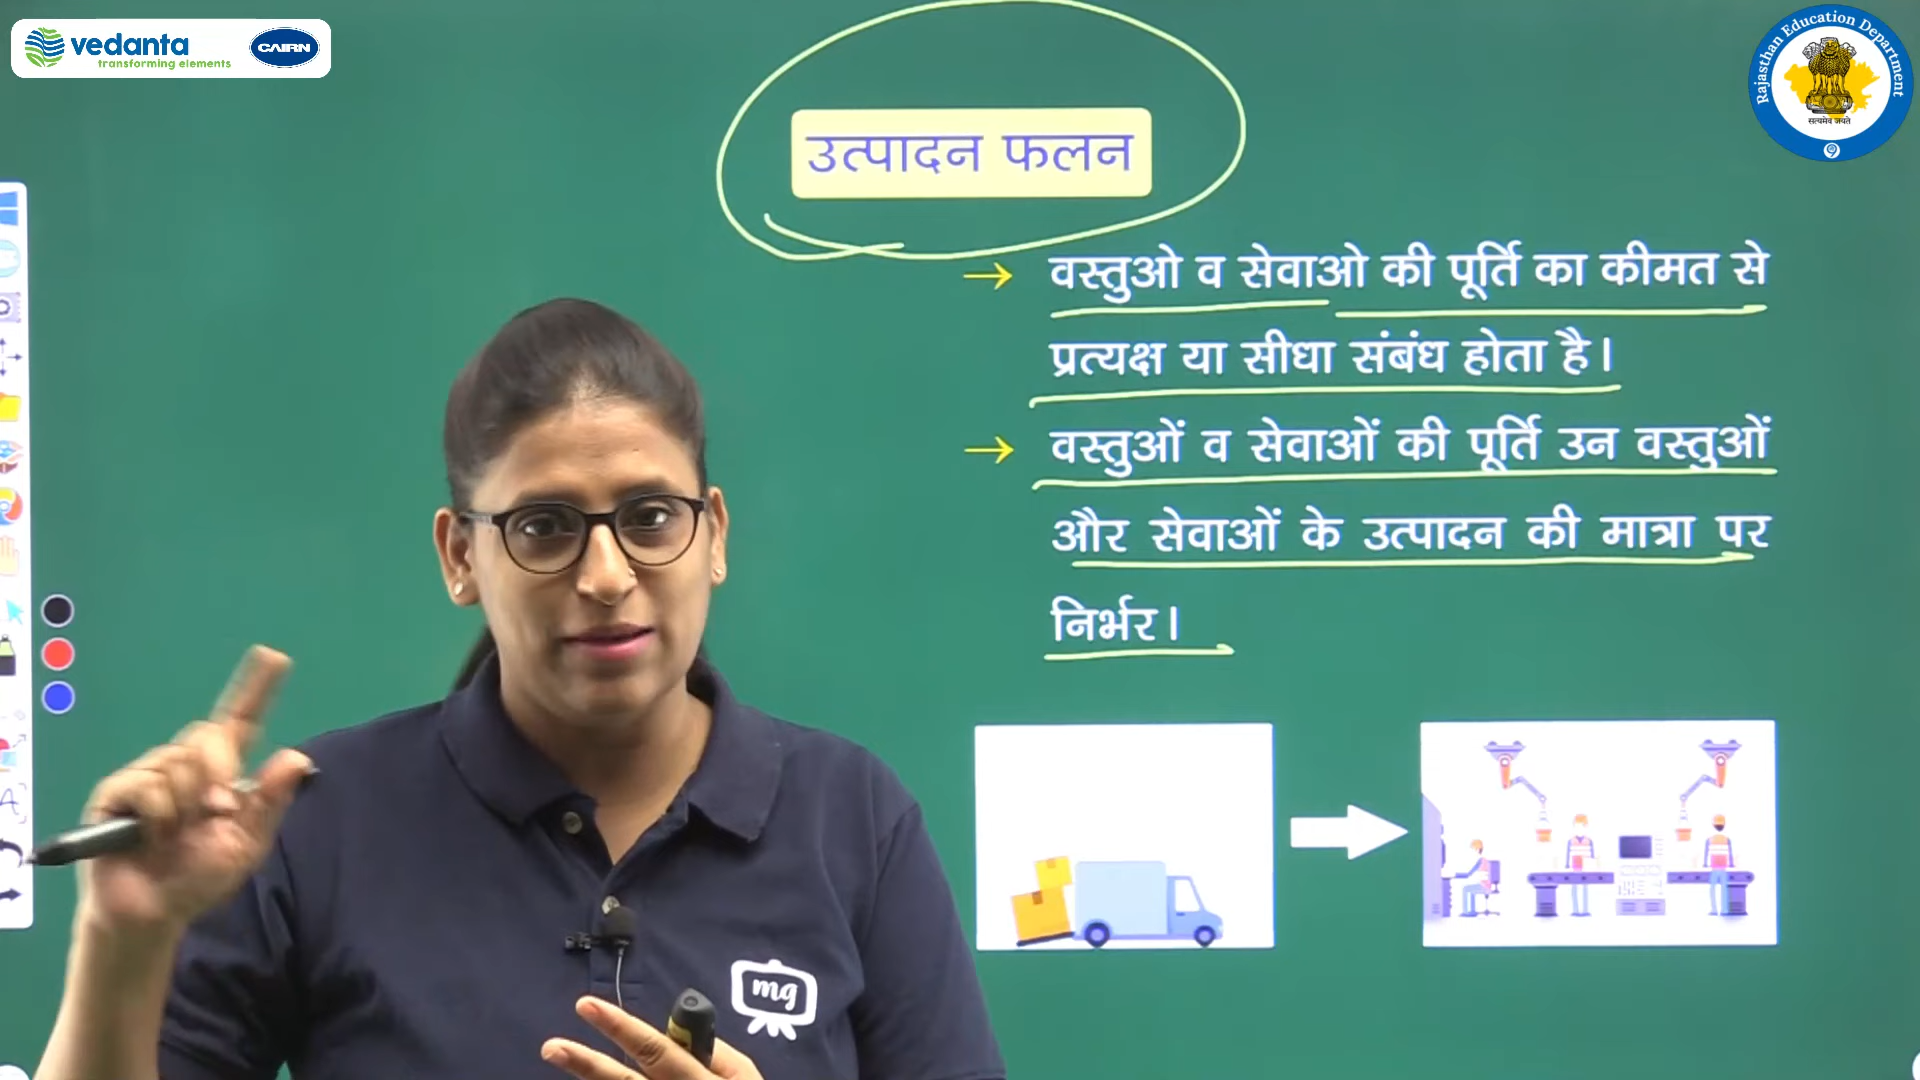 vedanta
transforming elements
CAIRN
Rajasthan Education Department
सत्यमेव जयते
उत्पादन फलन
→ वस्तुओ व सेवाओ की पूर्ति का कीमत से
प्रत्यक्ष या सीधा संबंध होता है।
→ वस्तुओं व सेवाओं की पूर्ति उन वस्तुओं
और सेवाओं के उत्पादन की मात्रा पर
निर्भर।
mg